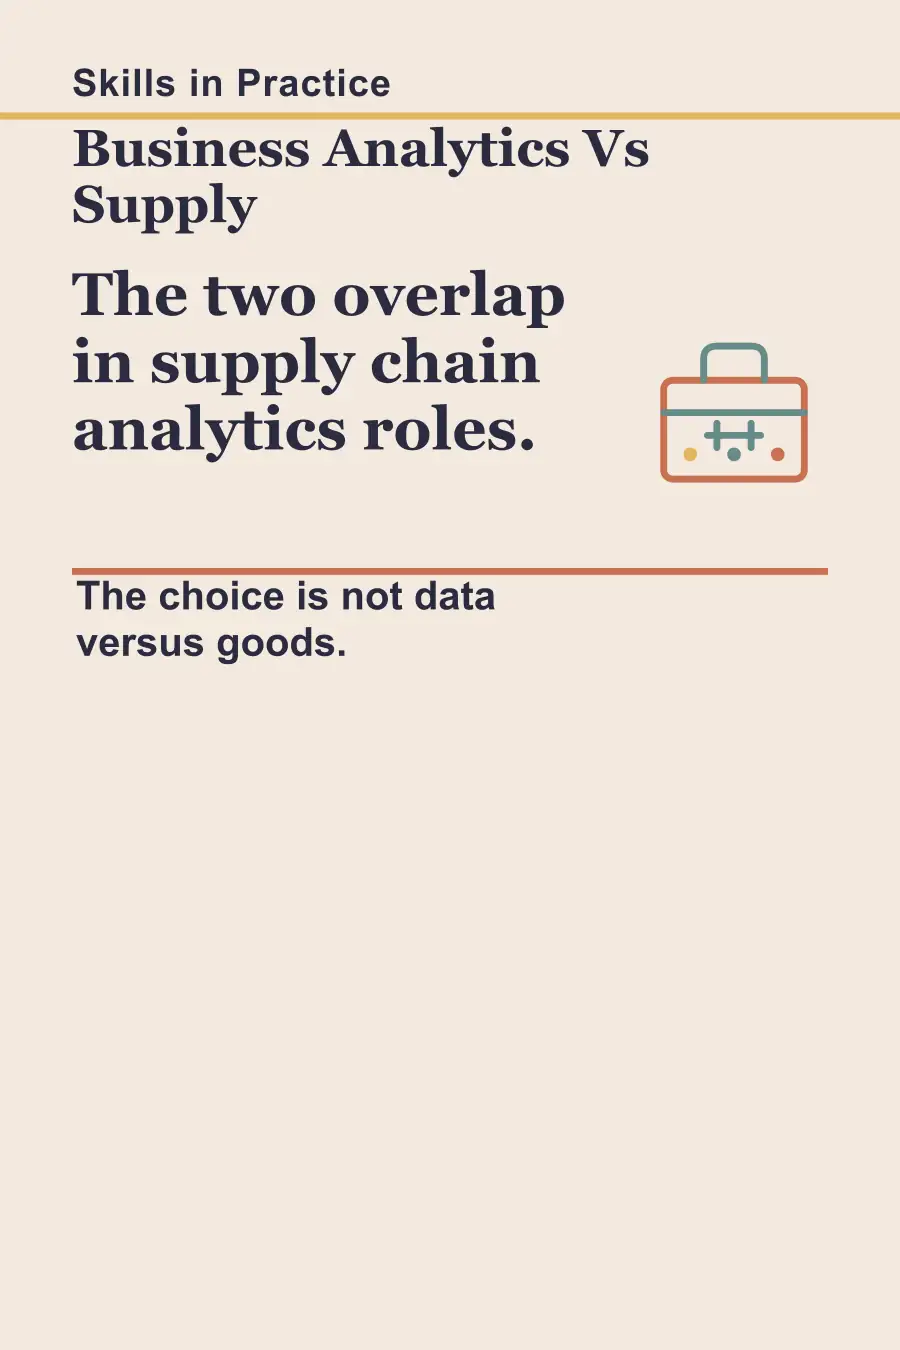 Skills in Practice
Business Analytics Vs
Supply
The two overlap
in supply chain
analytics roles.
The choice is not data
versus goods.